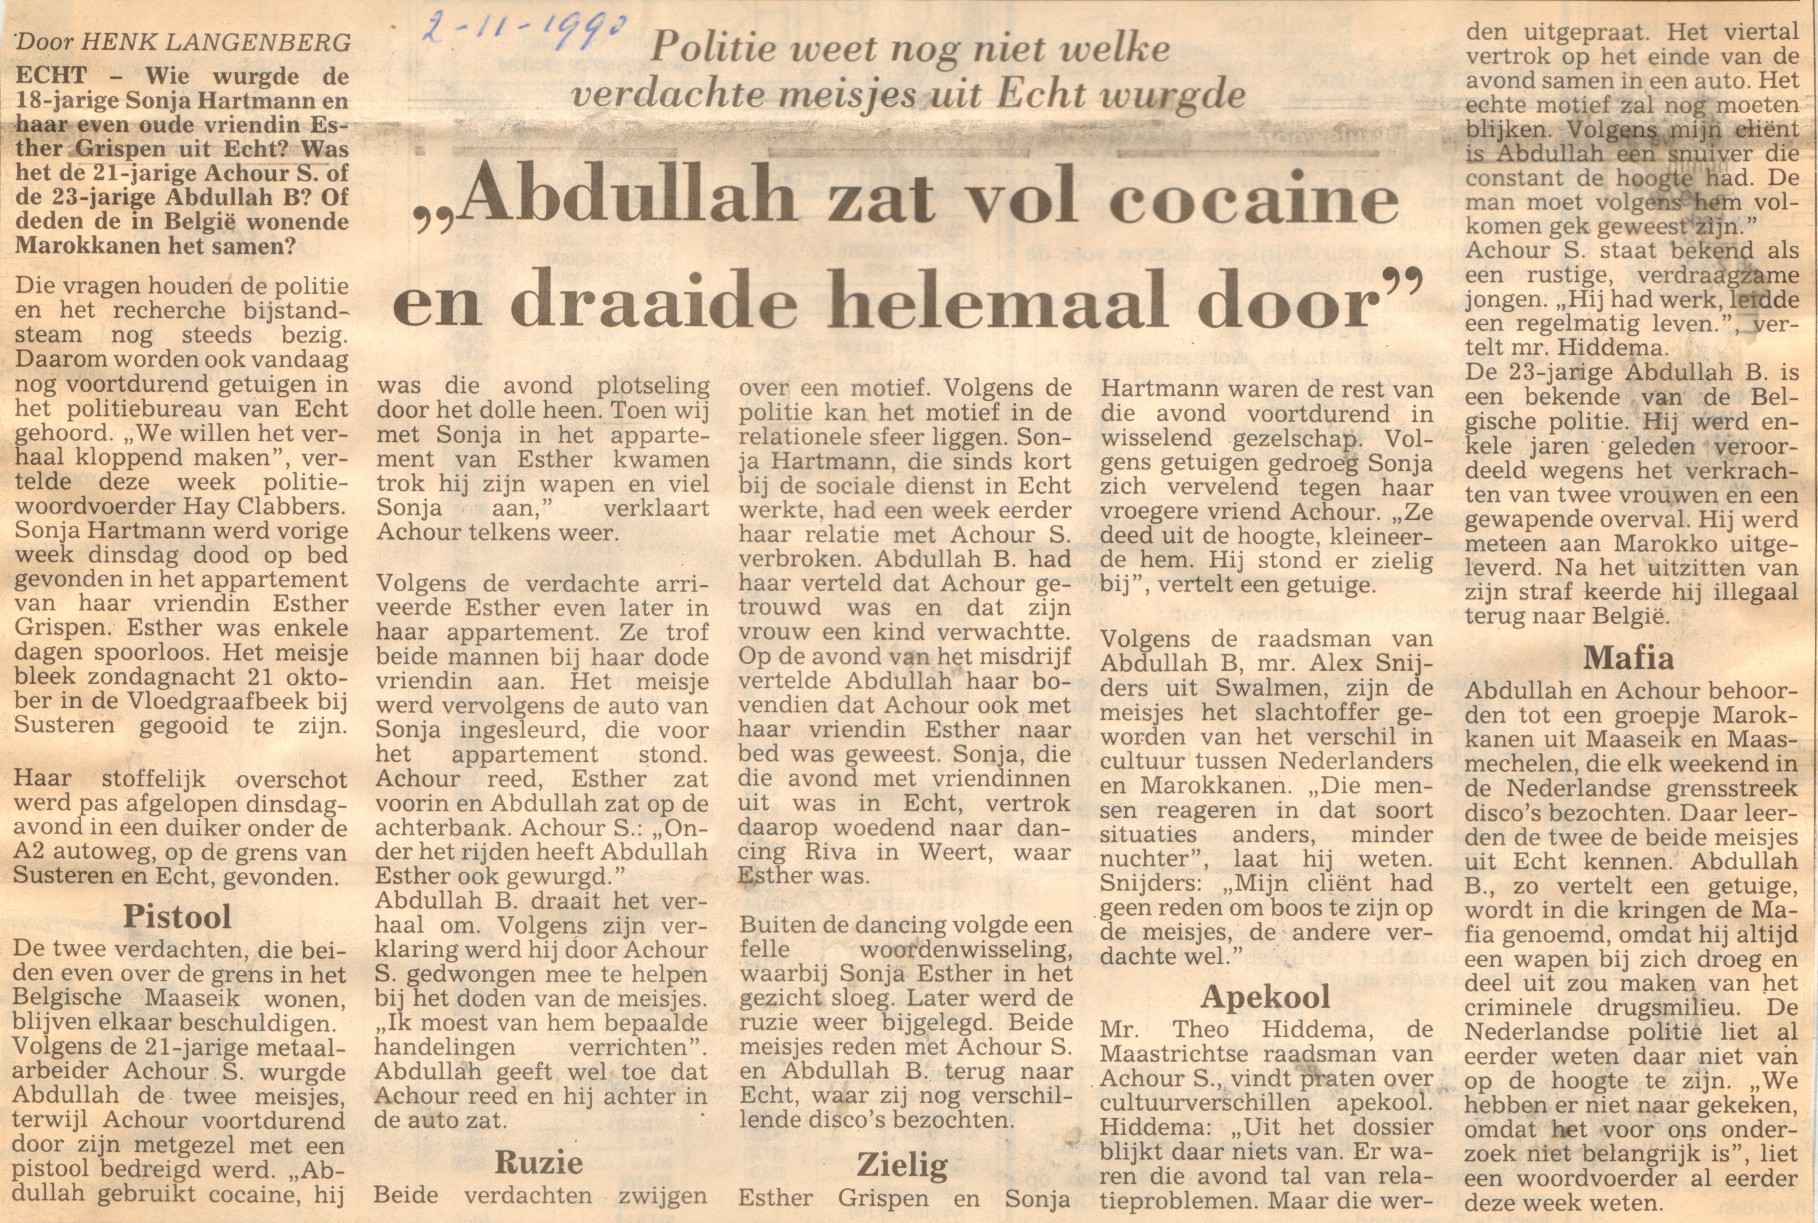 2-11-1990
Politie weet nog niet welke
verdachte meisjes uit Echt wurgde
„Abdullah zat vol cocaine
en draaide helemaal door”
Door HENK LANGENBERG
ECHT – Wie wurgde de
18-jarige Sonja Hartmann en
haar even oude vriendin Es-
ther Grispen uit Echt? Was
het de 21-jarige Achour S. of
de 23-jarige Abdullah B? Of
deden de in België wonende
Marokkanen het samen?
Die vragen houden de politie
en het recherche bijstand-
steam nog steeds bezig.
Daarom worden ook vandaag
nog voortdurend getuigen in
het politiebureau van Echt
gehoord. „We willen het ver-
haal kloppend maken”, ver-
telde deze week politie-
woordvoerder Hay Clabbers.
Sonja Hartmann werd vorige
week dinsdag dood op bed
gevonden in het appartement
van haar vriendin Esther
Grispen. Esther was enkele
dagen spoorloos. Het meisje
bleek zondagnacht 21 okto-
ber in de Vloedgraafbeek bij
Susteren gegooid te zijn.
Haar stoffelijk overschot
werd pas afgelopen dinsdag-
avond in een duiker onder de
A2 autoweg, op de grens van
Susteren en Echt, gevonden.
Pistool
De twee verdachten, die bei-
den even over de grens in het
Belgische Maaseik wonen,
blijven elkaar beschuldigen.
Volgens de 21-jarige metaal-
arbeider Achour S. wurgde
Abdullah de twee meisjes,
terwijl Achour voortdurend
door zijn metgezel met een
pistool bedreigd werd. „Ab-
dullah gebruikt cocaine, hij
was die avond plotseling
door het dolle heen. Toen wij
met Sonja in het apparte-
ment van Esther kwamen
trok hij zijn wapen en viel
Sonja aan,” verklaart
Achour telkens weer.
Volgens de verdachte arri-
veerde Esther even later in
haar appartement. Ze trof
beide mannen bij haar dode
vriendin aan. Het meisje
werd vervolgens de auto van
Sonja ingesleurd, die voor
het appartement stond.
Achour reed, Esther zat
voorin en Abdullah zat op de
achterbank. Achour S.: „On-
der het rijden heeft Abdullah
Esther ook gewurgd.”
Abdullah B. draait het ver-
haal om. Volgens zijn ver-
klaring werd hij door Achour
S. gedwongen mee te helpen
bij het doden van de meisjes.
„Ik moest van hem bepaalde
handelingen verrichten”.
Abdullah geeft wel toe dat
Achour reed en hij achter in
de auto zat.
Ruzie
Beide verdachten zwijgen
over een motief. Volgens de
politie kan het motief in de
relationele sfeer liggen. Son-
ja Hartmann, die sinds kort
bij de sociale dienst in Echt
werkte, had een week eerder
haar relatie met Achour S.
verbroken. Abdullah B. had
haar verteld dat Achour ge-
trouwd was en dat zijn
vrouw een kind verwachtte.
Op de avond van het misdrijf
vertelde Abdullah haar bo-
vendien dat Achour ook met
haar vriendin Esther naar
bed was geweest. Sonja, die
die avond met vriendinnen
uit was in Echt, vertrok
daarop woedend naar dan-
cing Riva in Weert, waar
Esther was.
Buiten de dancing volgde een
felle woordenwisseling,
waarbij Sonja Esther in het
gezicht sloeg. Later werd de
ruzie weer bijgelegd. Beide
meisjes reden met Achour S.
en Abdullah B. terug naar
Echt, waar zij nog verschil-
lende disco’s bezochten.
Zielig
Esther Grispen en Sonja
Hartmann waren de rest van
die avond voortdurend in
wisselend gezelschap. Vol-
gens getuigen gedroeg Sonja
zich vervelend tegen haar
vroegere vriend Achour. „Ze
deed uit de hoogte, kleineer-
de hem. Hij stond er zielig
bij”, vertelt een getuige.
Volgens de raadsman van
Abdullah B, mr. Alex Snij-
ders uit Swalmen, zijn de
meisjes het slachtoffer ge-
worden van het verschil in
cultuur tussen Nederlanders
en Marokkanen. „Die men-
sen reageren in dat soort
situaties anders, minder
nuchter”, laat hij weten.
Snijders: „Mijn cliënt had
geen reden om boos te zijn op
de meisjes, de andere ver-
dachte wel.”
Apekool
Mr. Theo Hiddema, de
Maastrichtse raadsman van
Achour S., vindt praten over
cultuurverschillen apekool.
Hiddema: „Uit het dossier
blijkt daar niets van. Er wa-
ren die avond tal van rela-
tieproblemen. Maar die wer-
den uitgepraat. Het viertal
vertrok op het einde van de
avond samen in een auto. Het
echte motief zal nog moeten
blijken. Volgens mijn cliënt
is Abdullah een snuiver die
constant de hoogte had. De
man moet volgens hem vol-
komen gek geweest zijn.”
Achour S. staat bekend als
een rustige, verdraagzame
jongen. „Hij had werk, leidde
een regelmatig leven.”, ver-
telt mr. Hiddema.
De 23-jarige Abdullah B. is
een bekende van de Bel-
gische politie. Hij werd en-
kele jaren geleden veroor-
deeld wegens het verkrach-
ten van twee vrouwen en een
gewapende overval. Hij werd
meteen aan Marokko uitge-
leverd. Na het uitzitten van
zijn straf keerde hij illegaal
terug naar België.
Mafia
Abdullah en Achour behoor-
den tot een groepje Marok-
kanen uit Maaseik en Maas-
mechelen, die elk weekend in
de Nederlandse grensstreek
disco’s bezochten. Daar leer-
den de twee de beide meisjes
uit Echt kennen. Abdullah
B., zo vertelt een getuige,
wordt in die kringen de Ma-
fia genoemd, omdat hij altijd
een wapen bij zich droeg en
deel uit zou maken van het
criminele drugsmilieu. De
Nederlandse politie liet al
eerder weten daar niet van
op de hoogte te zijn. „We
hebben er niet naar gekeken,
omdat het voor ons onder-
zoek niet belangrijk is”, liet
een woordvoerder al eerder
deze week weten.